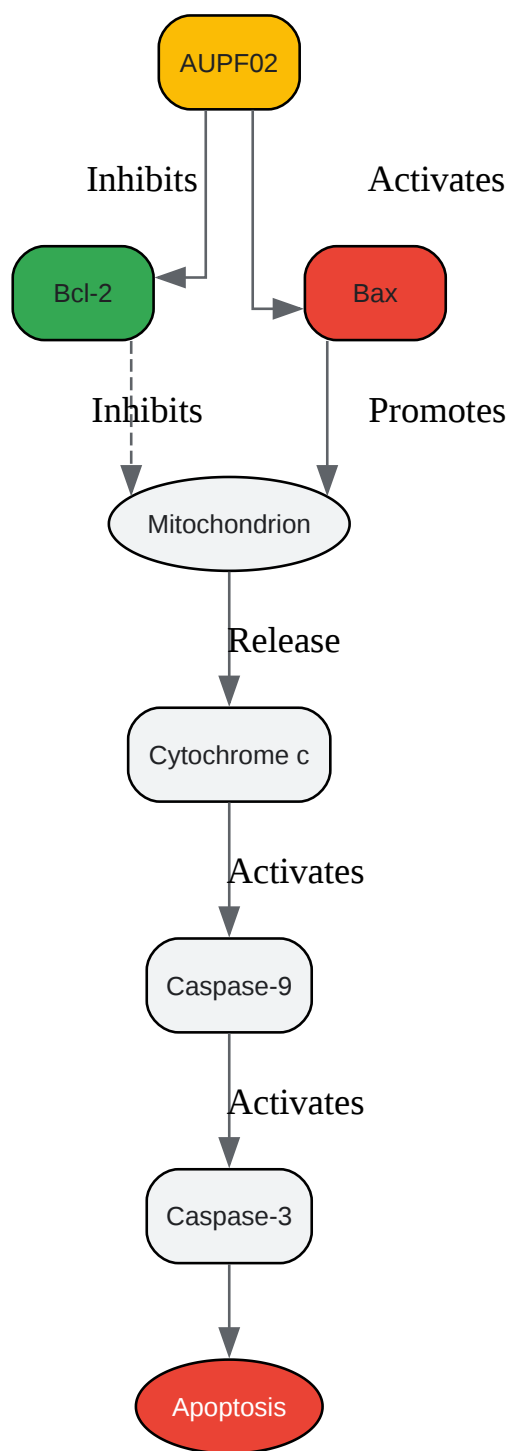 AUPF02
Inhibits
Activates
Bcl-2
Bax
Inhibits
Promotes
Mitochondrion
Release
Cytochrome c
Activates
Caspase-9
Activates
Caspase-3
Apoptosis